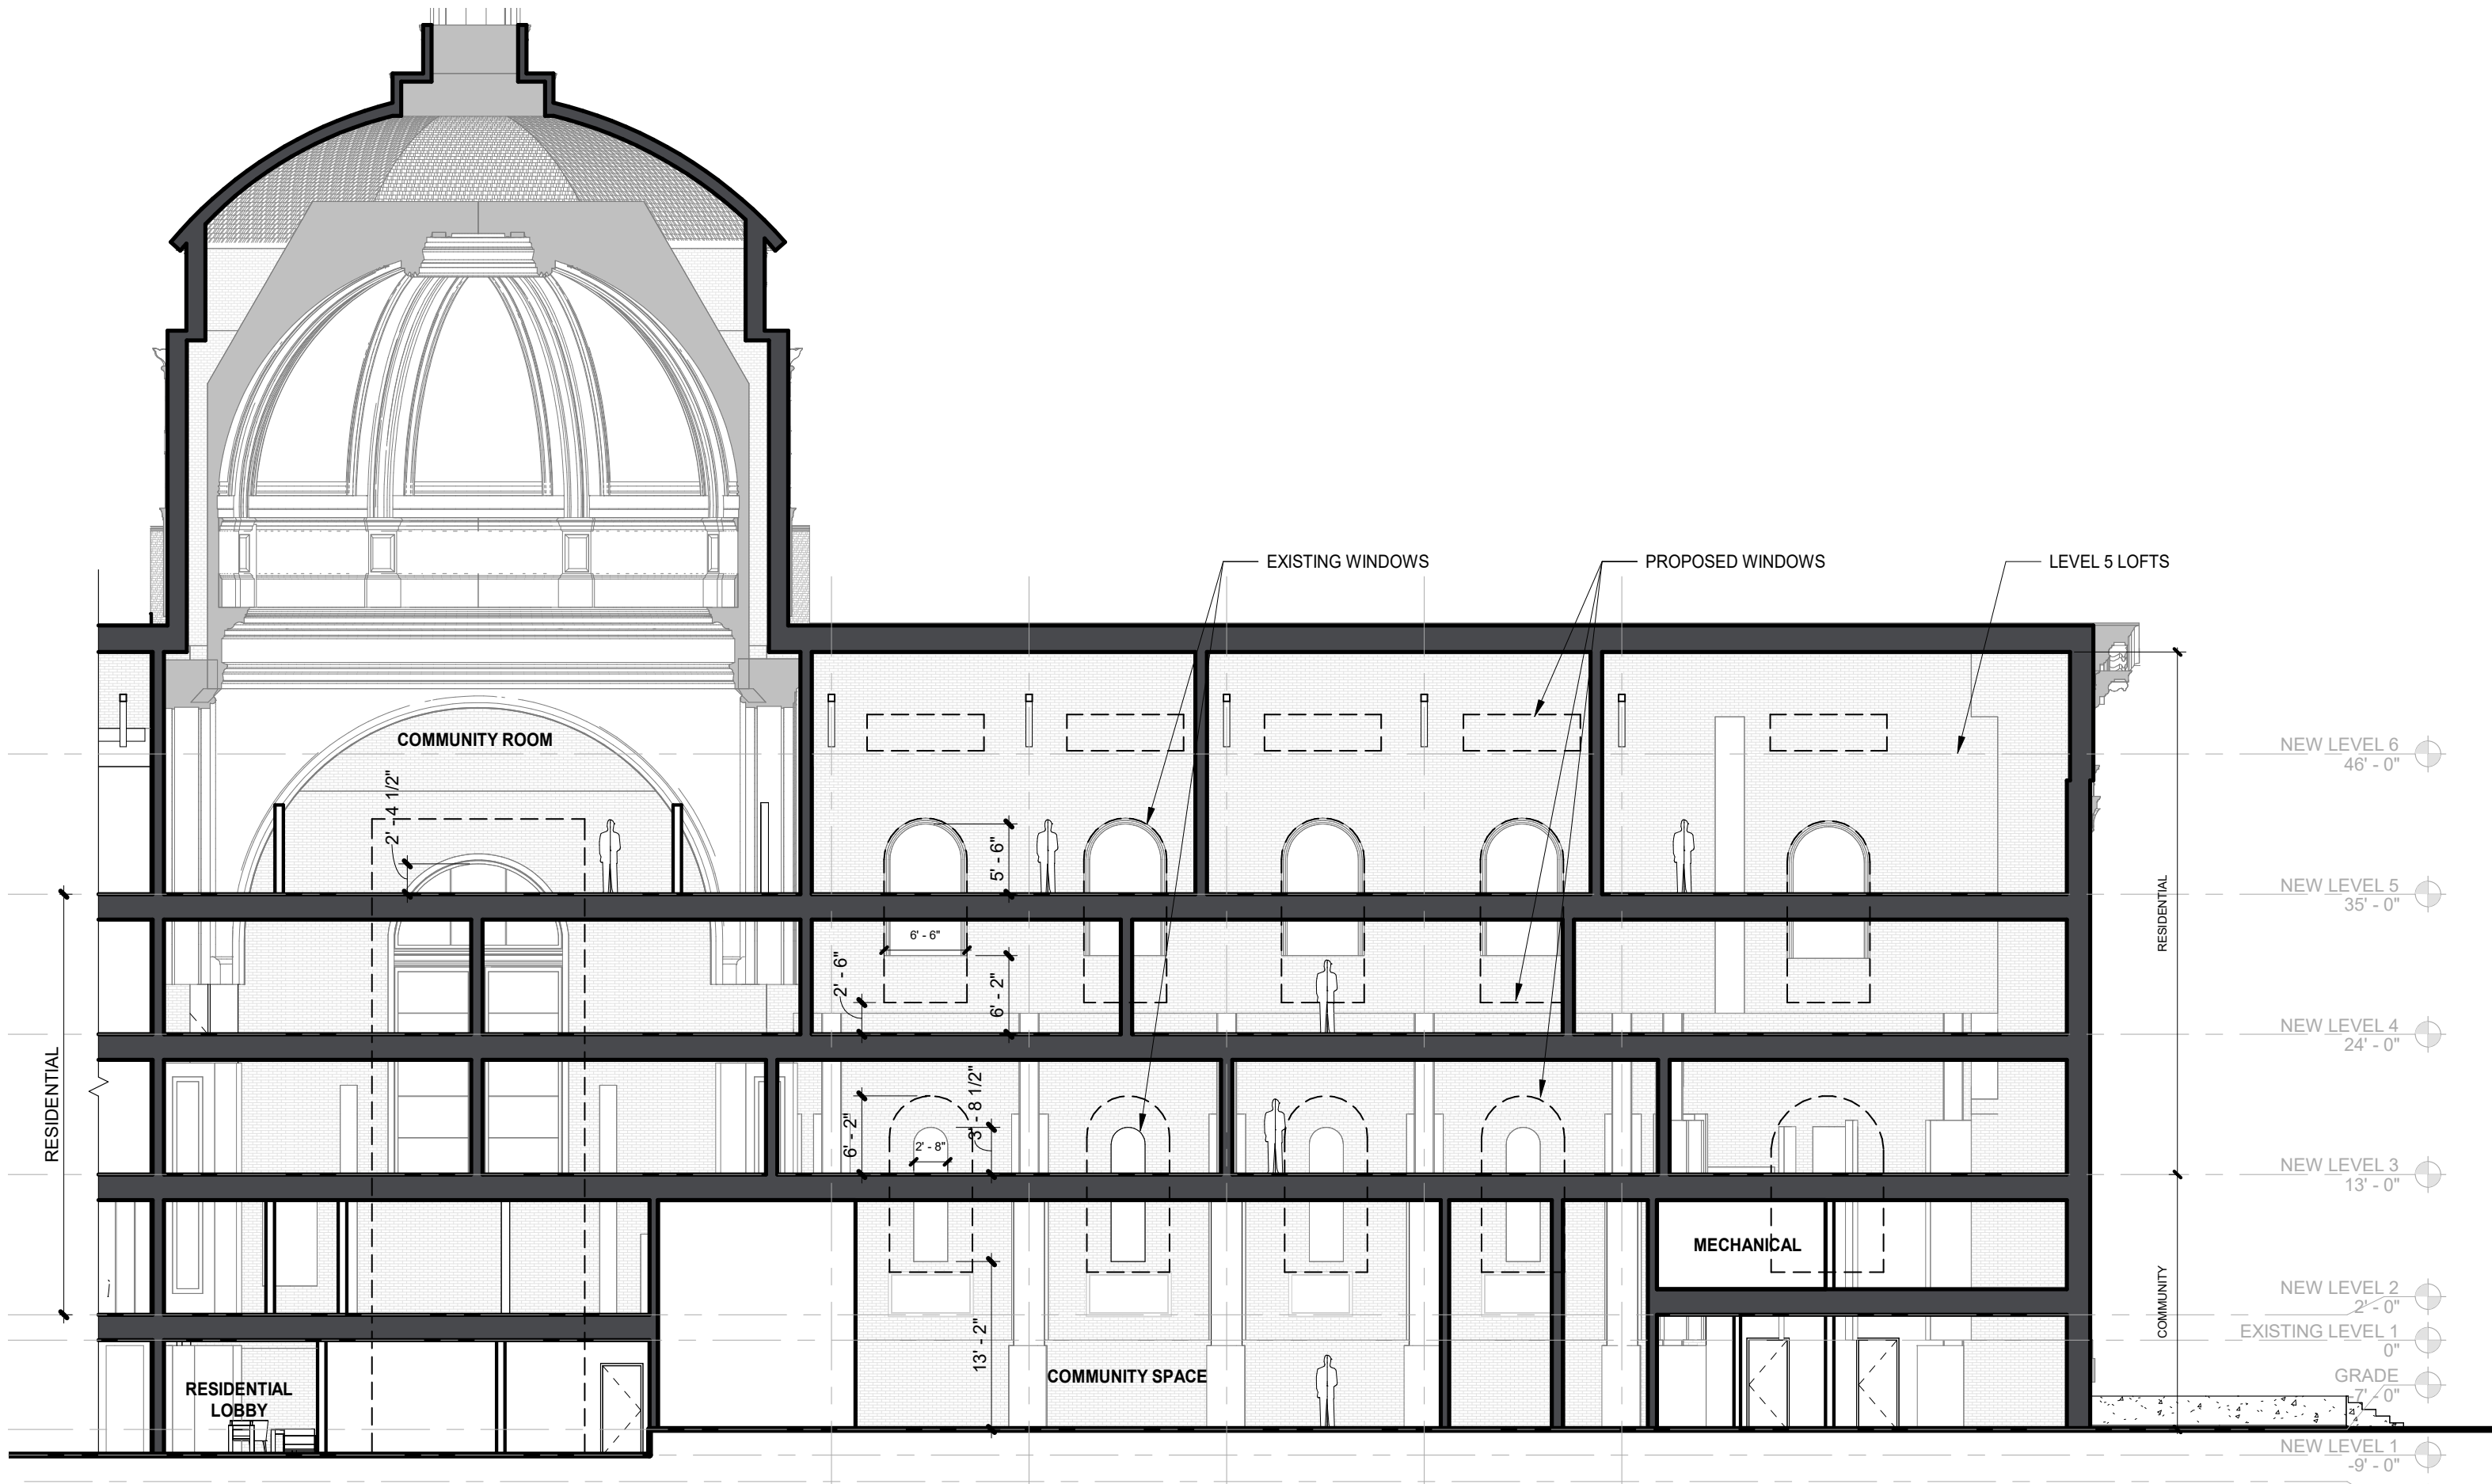 EXISTING WINDOWS
PROPOSED WINDOWS
LEVEL 5 LOFTS
COMMUNITY ROOM
NEW LEVEL 6
46' - 0"
2' - 4 1/2"
5' - 6"
NEW LEVEL 5
35' - 0"
RESIDENTIAL
6' - 6"
2' - 6"
6' - 2"
NEW LEVEL 4
24' - 0"
RESIDENTIAL
6' - 2"
2' - 8"
3' - 8 1/2"
NEW LEVEL 3
13' - 0"
MECHANICAL
NEW LEVEL 2
2' - 0"
COMMUNITY
EXISTING LEVEL 1
0"
13' - 2"
COMMUNITY SPACE
GRADE
-7' - 0"
RESIDENTIAL
LOBBY
NEW LEVEL 1
-9' - 0"